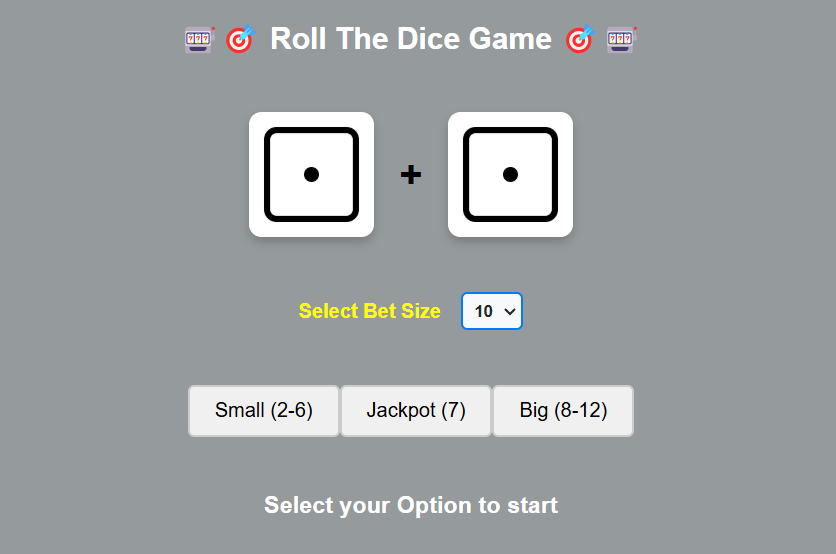 Roll The Dice Game
+
Select Bet Size 10
Small (2-6) Jackpot (7) Big (8-12)
Select your Option to start